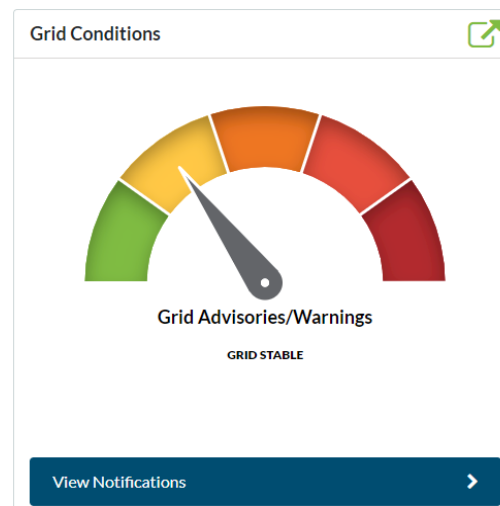 Grid Conditions
Grid Advisories/Warnings
GRID STABLE
View Notifications